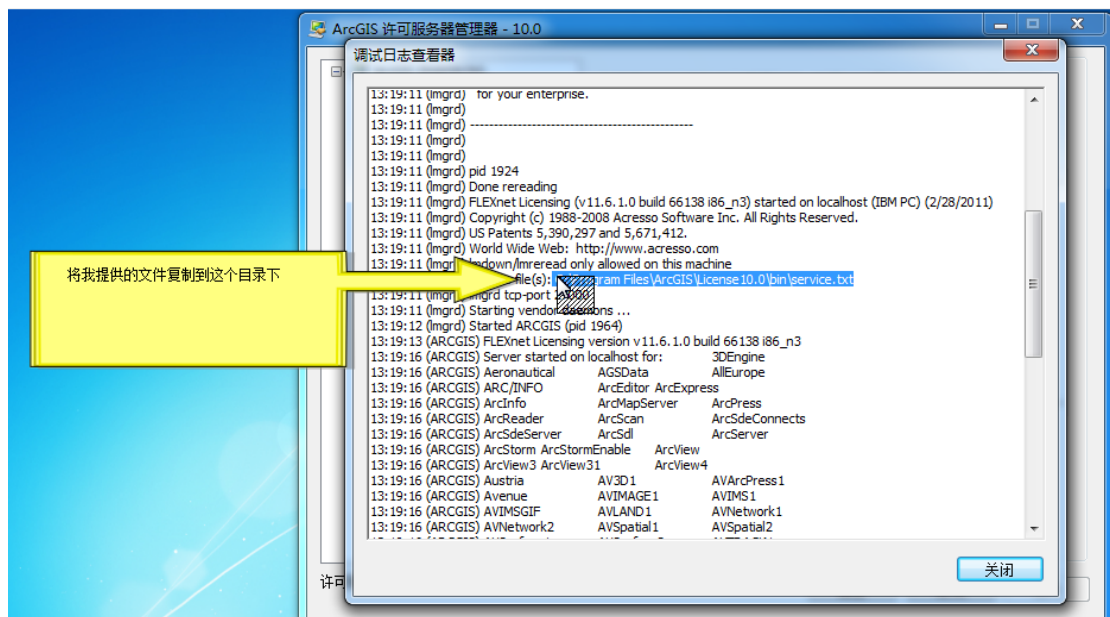 ArcGIS 许可服务器管理器 - 10.0
调试日志查看器
13:19:11 (lmgrd) for your enterprise.
13:19:11 (lmgrd)
13:19:11 (lmgrd) -----------------------------------------------
13:19:11 (lmgrd)
13:19:11 (lmgrd)
13:19:11 (lmgrd) pid 1924
13:19:11 (lmgrd) Done rereading
13:19:11 (lmgrd) FLEXnet Licensing (v11.6.1.0 build 66138 i86_n3) started on localhost (IBM PC) (2/28/2011)
13:19:11 (lmgrd) Copyright (c) 1988-2008 Acresso Software Inc. All Rights Reserved.
13:19:11 (lmgrd) US Patents 5,390,297 and 5,671,412.
13:19:11 (lmgrd) World Wide Web: http://www.acresso.com
13:19:11 (lmgrd) lmdown/lmreread only allowed on this machine
将我提供的文件复制到这个目录下
file(s): Files\ArcGIS\License10.0\bin\service.txt
13:19:11 (lmgrd) lmgrd tcp-port
13:19:11 (lmgrd) Starting vendor daemons ...
13:19:12 (lmgrd) Started ARCGIS (pid 1964)
13:19:13 (ARCGIS) FLEXnet Licensing version v11.6.1.0 build 66138 i86_n3
13:19:16 (ARCGIS) Server started on localhost for: 3DEngine
13:19:16 (ARCGIS) Aeronautical AGSData AllEurope
13:19:16 (ARCGIS) ARC/INFO ArcEditor ArcExpress
13:19:16 (ARCGIS) ArcInfo ArcMapServer ArcPress
13:19:16 (ARCGIS) ArcReader ArcScan ArcSdeConnects
13:19:16 (ARCGIS) ArcSdeServer ArcSdl ArcServer
13:19:16 (ARCGIS) ArcStorm ArcStormEnable ArcView
13:19:16 (ARCGIS) ArcView3 ArcView31 ArcView4
13:19:16 (ARCGIS) Austria AV3D1 AVArcPress1
13:19:16 (ARCGIS) Avenue AVIMAGE1 AVIMS1
13:19:16 (ARCGIS) AVIMSGIF AVLAND1 AVNetwork1
13:19:16 (ARCGIS) AVNetwork2 AVSpatial1 AVSpatial2
关闭
许可